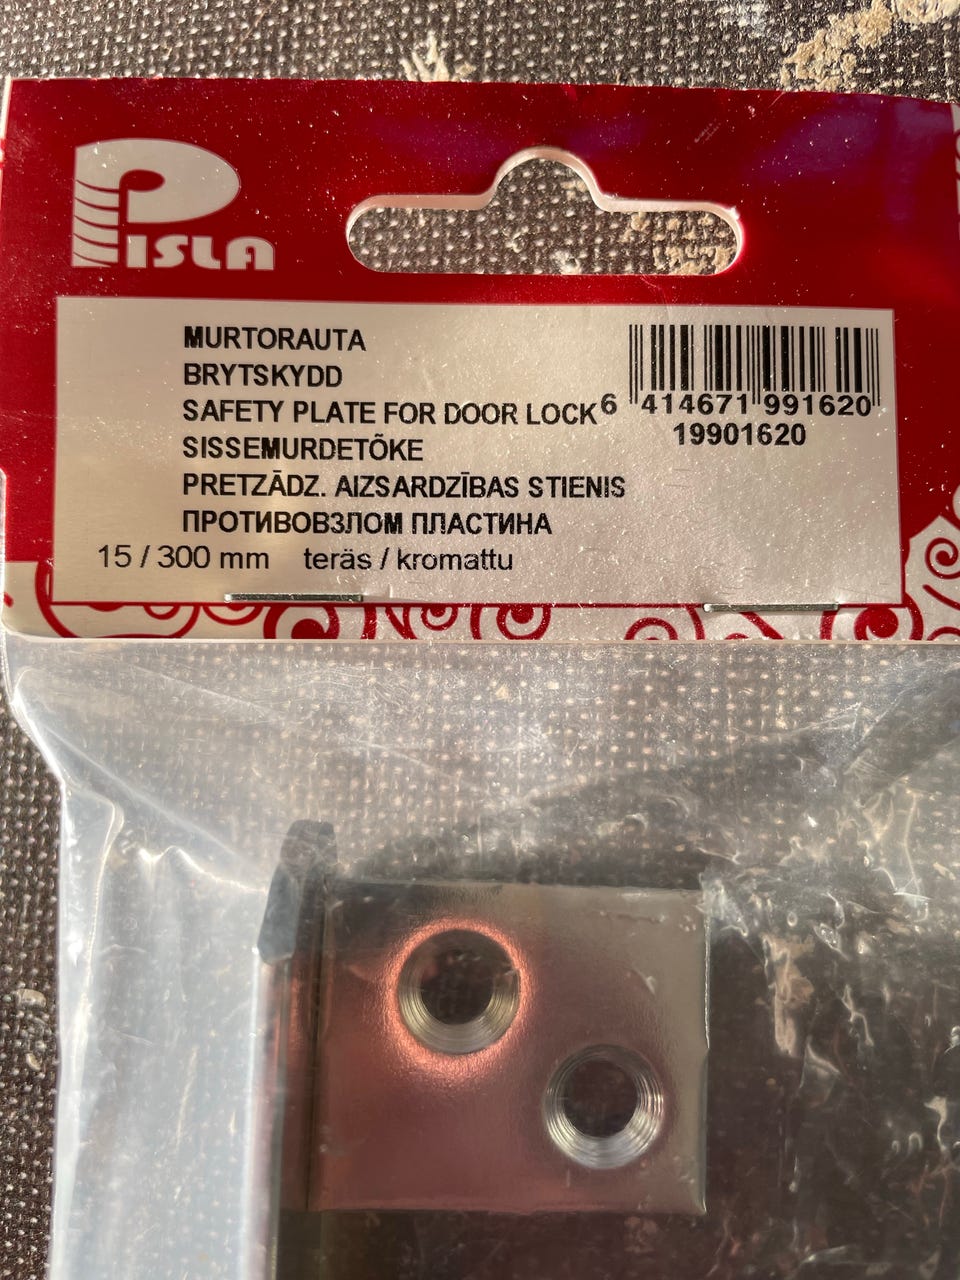 PISLA
MURTORAUTA
BRYTSKYDD
SAFETY PLATE FOR DOOR LOCK
SISSEMURDETÕKE
PRETZĀDZ. AIZSARDZĪBAS STIENIS
ПРОТИВОВЗЛОМ ПЛАСТИНА
15 / 300 mm teräs / kromattu
6 414671 991620
19901620